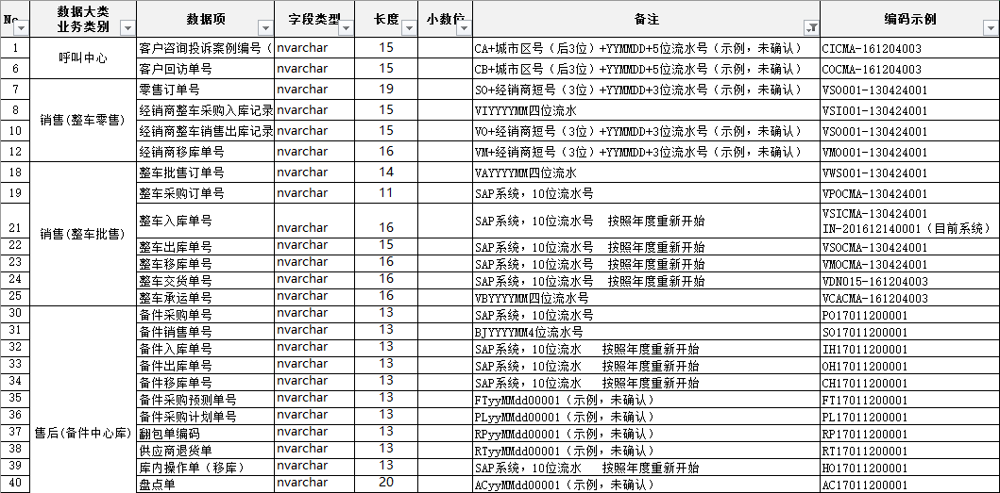 No 数据大类 业务类别 数据项 字段类型 长度 小数位 备注 编码示例
1 呼叫中心 客户咨询投诉案例编号( nvarchar 15 CA+城市区号(后3位)+YYMMDD+5位流水号(示例,未确认) CICMA-161204003
6 客户回访单号 nvarchar 15 CB+城市区号(后3位)+YYMMDD+5位流水号(示例,未确认) COCMA-161204003
7 销售(整车零售) 零售订单号 nvarchar 19 SO+经销商短号(3位)+YYMMDD+3位流水号(示例,未确认) VSO001-130424001
8 经销商整车采购入库记录 nvarchar 15 VIYYYYMM四位流水 VSI001-130424001
10 经销商整车销售出库记录 nvarchar 15 VO+经销商短号(3位)+YYMMDD+3位流水号(示例,未确认) VSO001-130424001
12 经销商移库单号 nvarchar 16 VM+经销商短号(3位)+YYMMDD+3位流水号(示例,未确认) VMO001-130424001
18 销售(整车批售) 整车批售订单号 nvarchar 14 VAYYYYMM四位流水 VWS001-130424001
19 整车采购订单号 nvarchar 11 SAP系统,10位流水号 VPOCMA-130424001
21 整车入库单号 nvarchar 16 SAP系统,10位流水号 按照年度重新开始 VSICMA-130424001
IN-201612140001(目前系统)
22 整车出库单号 nvarchar 15 SAP系统,10位流水号 按照年度重新开始 VSOCMA-130424001
23 整车移库单号 nvarchar 16 SAP系统,10位流水号 按照年度重新开始 VMOCMA-130424001
24 整车交货单号 nvarchar 16 SAP系统,10位流水号 按照年度重新开始 VDN015-161204003
25 整车承运单号 nvarchar 16 VBYYYYMM四位流水号 VCACMA-161204003
30 售后(备件中心库) 备件采购单号 nvarchar 13 SAP系统,10位流水号 PO17011200001
31 备件销售单号 nvarchar 13 BJYYYYMM4位流水号 SO17011200001
32 备件入库单号 nvarchar 13 SAP系统,10位流水 按照年度重新开始 IH17011200001
33 备件出库单号 nvarchar 13 SAP系统,10位流水 按照年度重新开始 OH17011200001
34 备件移库单号 nvarchar 13 SAP系统,10位流水 按照年度重新开始 CH17011200001
35 备件采购预测单号 nvarchar 13 FTyyMMdd00001(示例,未确认) FT17011200001
36 备件采购计划单号 nvarchar 13 PLyyMMdd00001(示例,未确认) PL17011200001
37 翻包单编码 nvarchar 13 RPyyMMdd00001(示例,未确认) RP17011200001
38 供应商退货单 nvarchar 13 RTyyMMdd00001(示例,未确认) RT17011200001
39 库内操作单(移库) nvarchar 13 SAP系统,10位流水 按照年度重新开始 HO17011200001
40 盘点单 nvarchar 20 ACyyMMdd00001(示例,未确认) AC17011200001